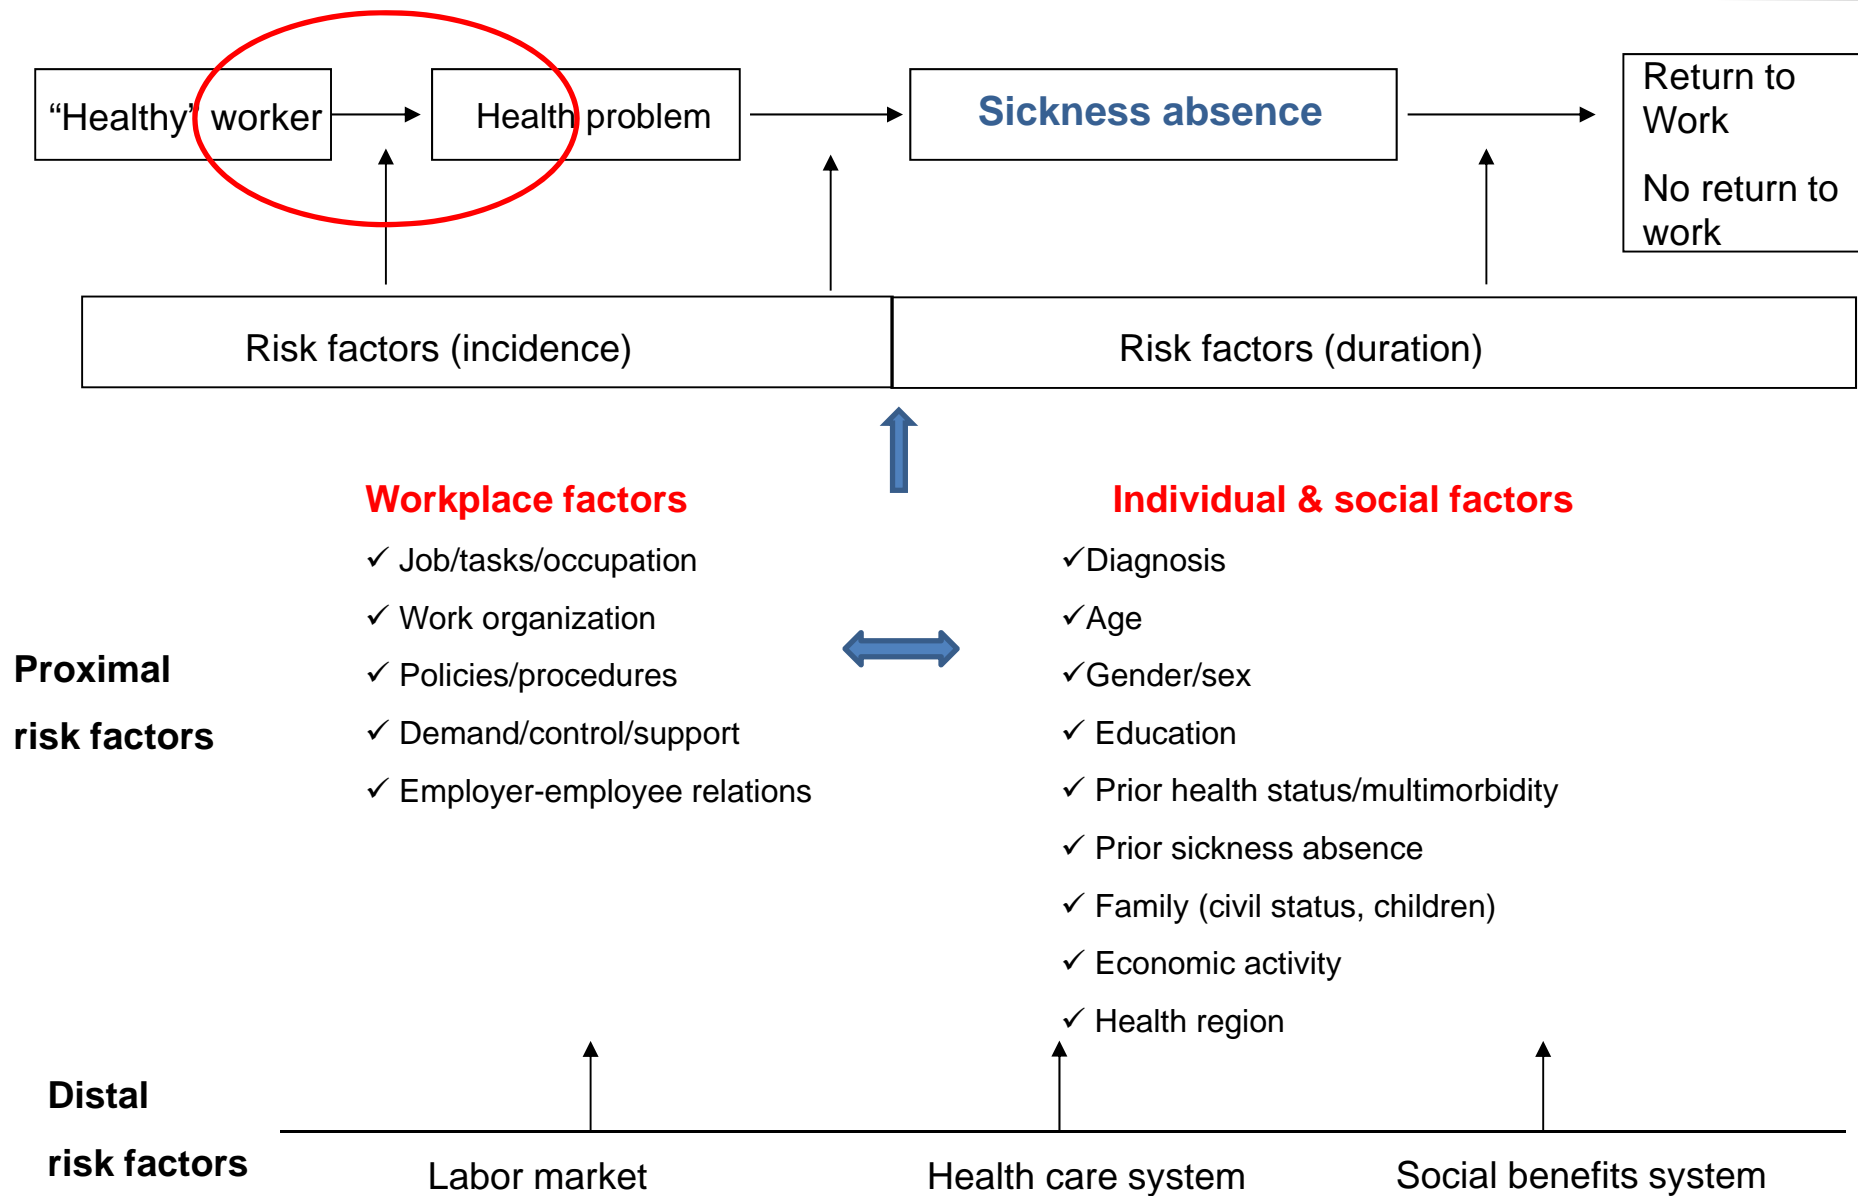 “Healthy” worker
Health problem
Sickness absence
Return to
Work
No return to
work
Risk factors (incidence)
Risk factors (duration)
Workplace factors
✓ Job/tasks/occupation
✓ Work organization
✓ Policies/procedures
✓ Demand/control/support
✓ Employer-employee relations
Individual & social factors
✓Diagnosis
✓Age
✓Gender/sex
✓ Education
✓ Prior health status/multimorbidity
✓ Prior sickness absence
✓ Family (civil status, children)
✓ Economic activity
✓ Health region
Proximal
risk factors
Distal
risk factors
Labor market
Health care system
Social benefits system